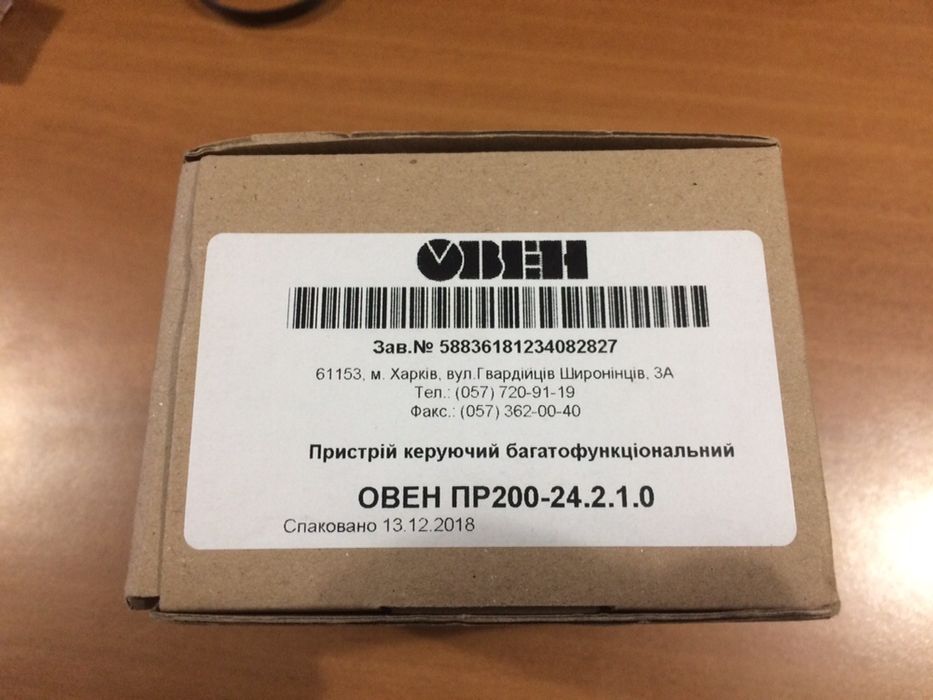 ОВЕН
Зав.№ 58836181234082827
61153, м. Харків, вул.Гвардійців Широнінців, 3А
Тел.: (057) 720-91-19
Факс.: (057) 362-00-40
Пристрій керуючий багатофункціональний
ОВЕН ПР200-24.2.1.0
Спаковано 13.12.2018